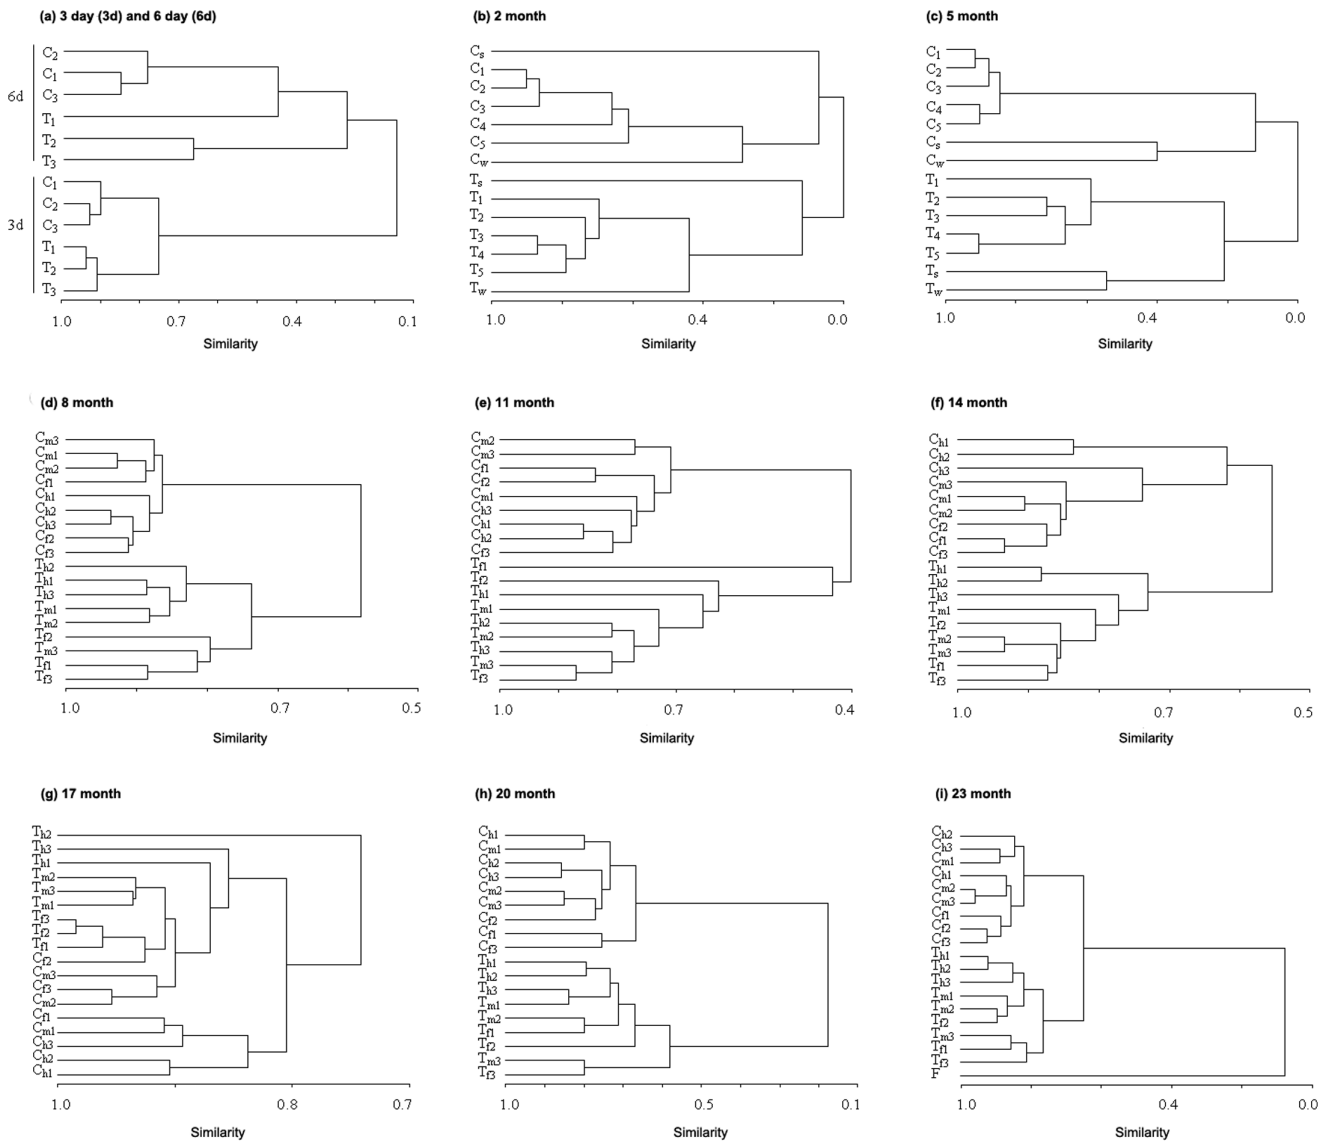 (a) 3 day (3d) and 6 day (6d)
C2
C1
C3
6d
T1
T2
T3
C1
C2
C3
3d
T1
T2
T3
1.0 0.7 0.4 0.1
Similarity
(b) 2 month
Cs
C1
C2
C3
C4
C5
Cw
Ts
T1
T2
T3
T4
T5
Tw
1.0 0.4 0.0
Similarity
(c) 5 month
C1
C2
C3
C4
C5
Cs
Cw
T1
T2
T3
T4
T5
Ts
Tw
1.0 0.4 0.0
Similarity
(d) 8 month
Cm3
Cm1
Cm2
Cf1
Ch1
Ch2
Ch3
Cf2
Cf3
Th2
Th1
Th3
Tm1
Tm2
Tf2
Tm3
Tf1
Tf3
1.0 0.7 0.5
Similarity
(e) 11 month
Cm2
Cm3
Cf1
Cf2
Cm1
Ch3
Ch1
Ch2
Cf3
Tf1
Tf2
Th1
Tm1
Th2
Tm2
Th3
Tm3
Tf3
1.0 0.7 0.4
Similarity
(f) 14 month
Ch1
Ch2
Ch3
Cm3
Cm1
Cm2
Cf2
Cf1
Cf3
Th1
Th2
Th3
Tm1
Tf2
Tm2
Tm3
Tf1
Tf3
1.0 0.7 0.5
Similarity
(g) 17 month
Th2
Th3
Th1
Tm2
Tm3
Tm1
Tf3
Tf2
Tf1
Cf2
Cm3
Cf3
Cm2
Cf1
Cm1
Ch3
Ch2
Ch1
1.0 0.8 0.7
Similarity
(h) 20 month
Ch1
Cm1
Ch2
Ch3
Cm2
Cm3
Cf2
Cf1
Cf3
Th1
Th2
Th3
Tm1
Tm2
Tf1
Tf2
Tm3
Tf3
1.0 0.5 0.1
Similarity
(i) 23 month
Ch2
Ch3
Cm1
Ch1
Cm2
Cm3
Cf1
Cf2
Cf3
Th1
Th2
Th3
Tm1
Tm2
Tf2
Tm3
Tf1
Tf3
F
1.0 0.4 0.0
Similarity